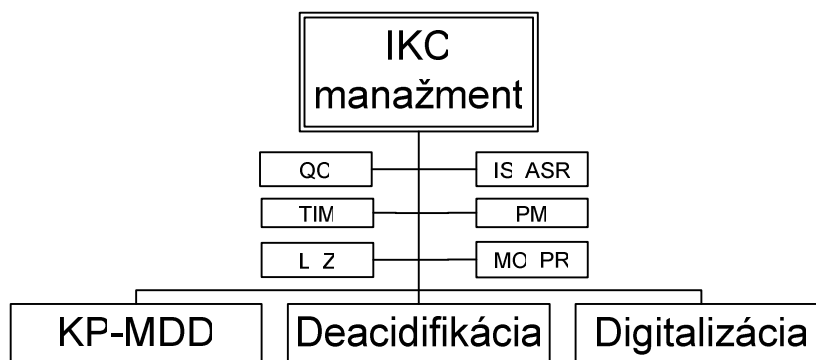 IKC
manažment
QC
IS ASR
TIM
PM
L Z
MO PR
KP-MDD
Deacidifikácia
Digitalizácia